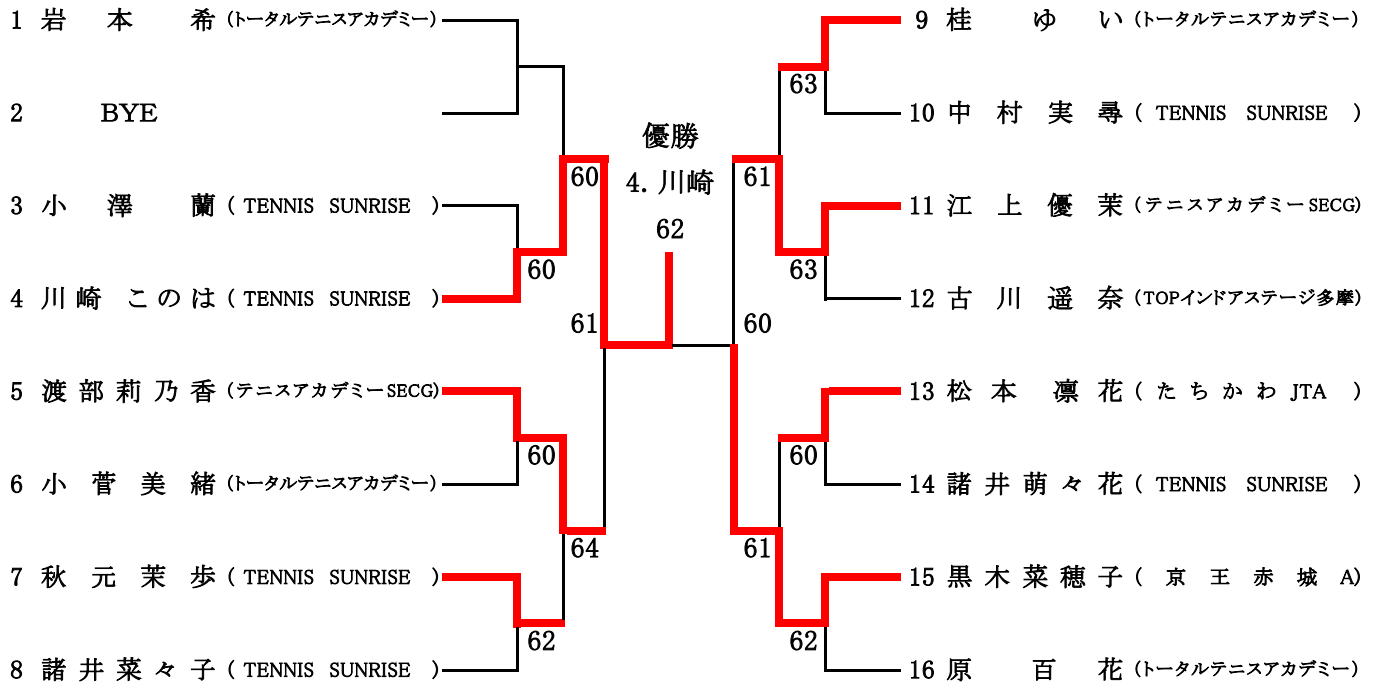 1 岩本希 (トータルテニスアカデミー)
2 BYE
3 小澤蘭 ( TENNIS SUNRISE )
4 川崎 このは ( TENNIS SUNRISE )
5 渡部莉乃香 (テニスアカデミーSECG)
6 小菅美緒 (トータルテニスアカデミー)
7 秋元茉歩 ( TENNIS SUNRISE )
8 諸井菜々子 ( TENNIS SUNRISE )
60
60
62
60
64
61
優勝
4. 川崎
62
60
61
61
63
63
60
62
9 桂ゆい (トータルテニスアカデミー)
10 中村実尋 ( TENNIS SUNRISE )
11 江上優茉 (テニスアカデミーSECG)
12 古川遥奈 (TOPインドアステージ多摩)
13 松本凛花 ( たちかわ JTA )
14 諸井萌々花 ( TENNIS SUNRISE )
15 黒木菜穂子 ( 京王赤城 A)
16 原百花 (トータルテニスアカデミー)